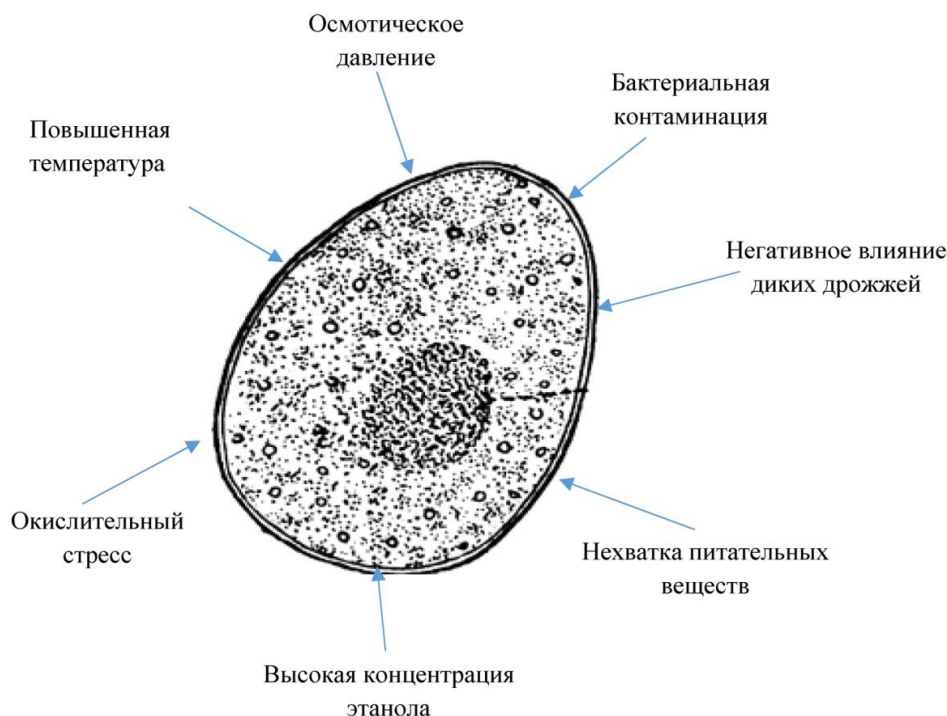 Осмотическое
давление
Бактериальная
контаминация
Повышенная
температура
Негативное влияние
диких дрожжей
Окислительный
стресс
Нехватка питательных
веществ
Высокая концентрация
этанола